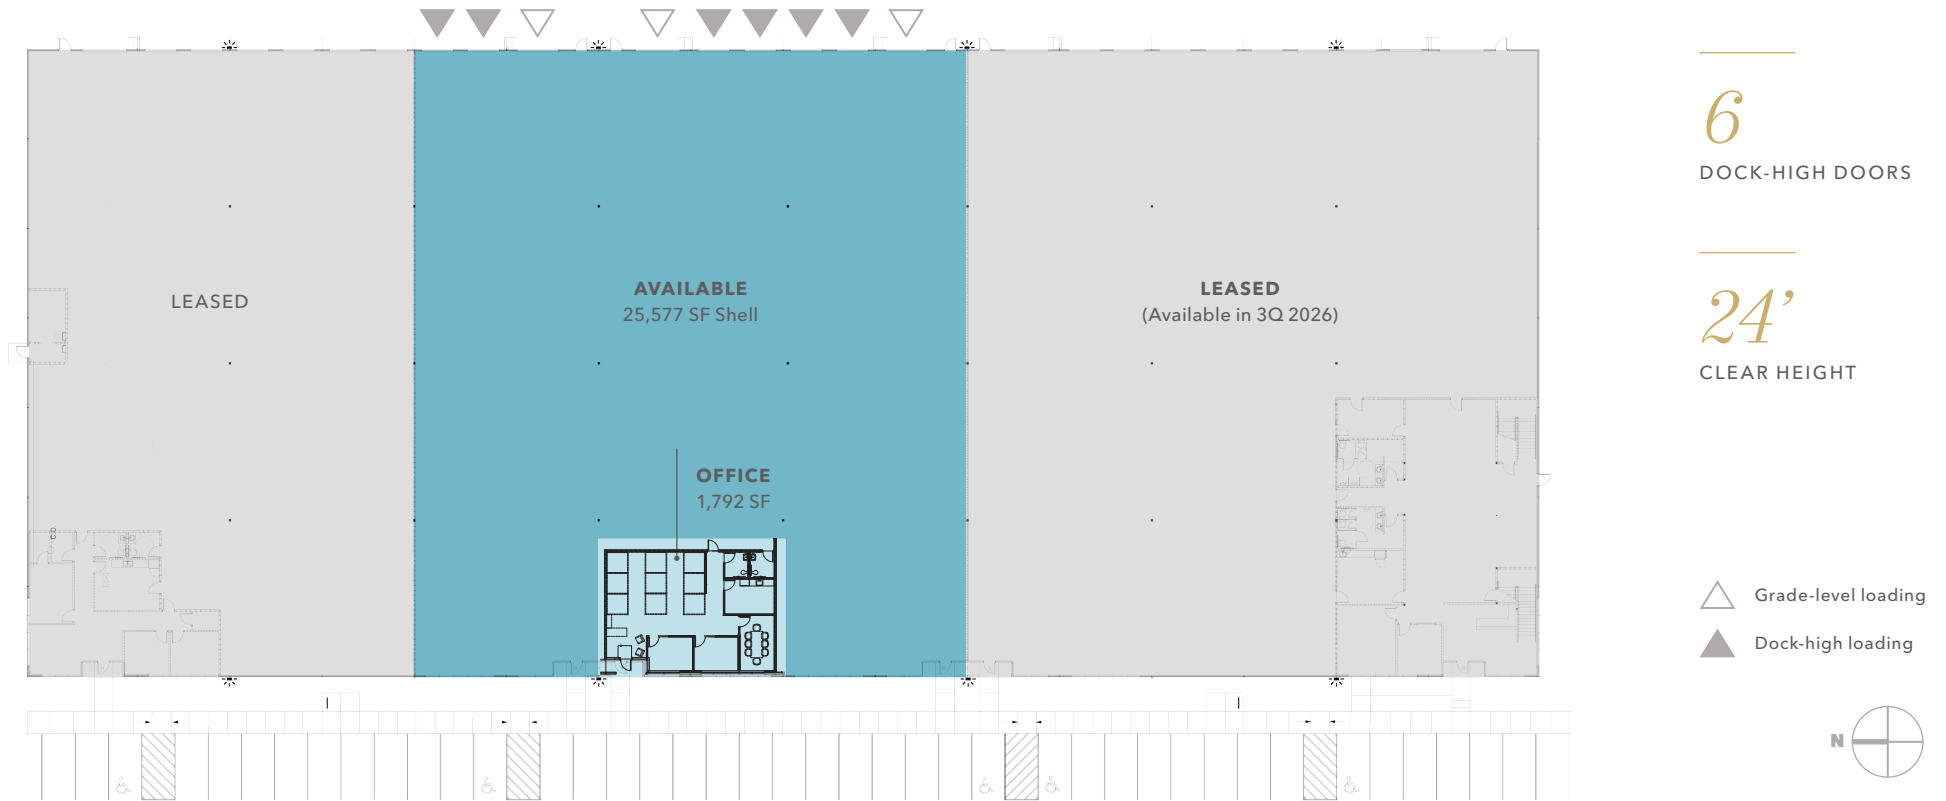 LEASED
AVAILABLE
25,577 SF Shell
LEASED
(Available in 3Q 2026)
OFFICE
1,792 SF
6
DOCK-HIGH DOORS
24’
CLEAR HEIGHT
Grade-level loading
Dock-high loading
N